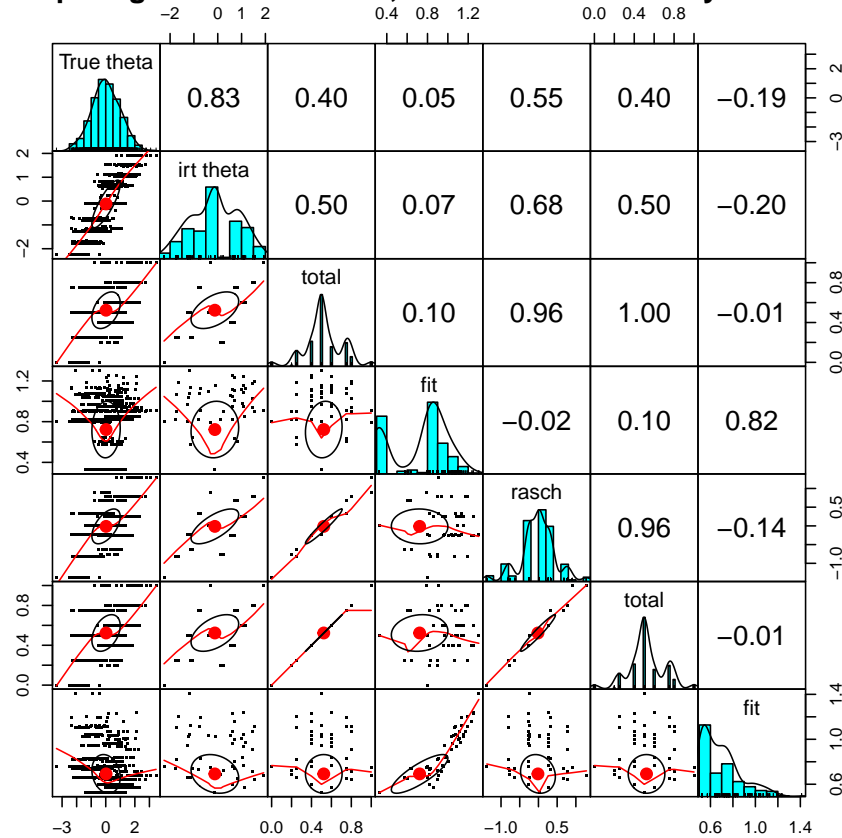 −2 0 1 2 0.4 0.8 1.2 0.0 0.4 0.8
True theta 0.83 0.40 0.05 0.55 0.40 −0.19 −3 0 2
−2 0 1 2 irt theta 0.50 0.07 0.68 0.50 −0.20
total 0.10 0.96 1.00 −0.01 0.0 0.4 0.8
0.4 0.8 1.2 fit −0.02 0.10 0.82
rasch 0.96 −0.14 −1.0 0.5
0.0 0.4 0.8 total −0.01
fit 0.6 1.0 1.4
−3 0 2 0.0 0.4 0.8 −1.0 0.5 0.6 1.0 1.4